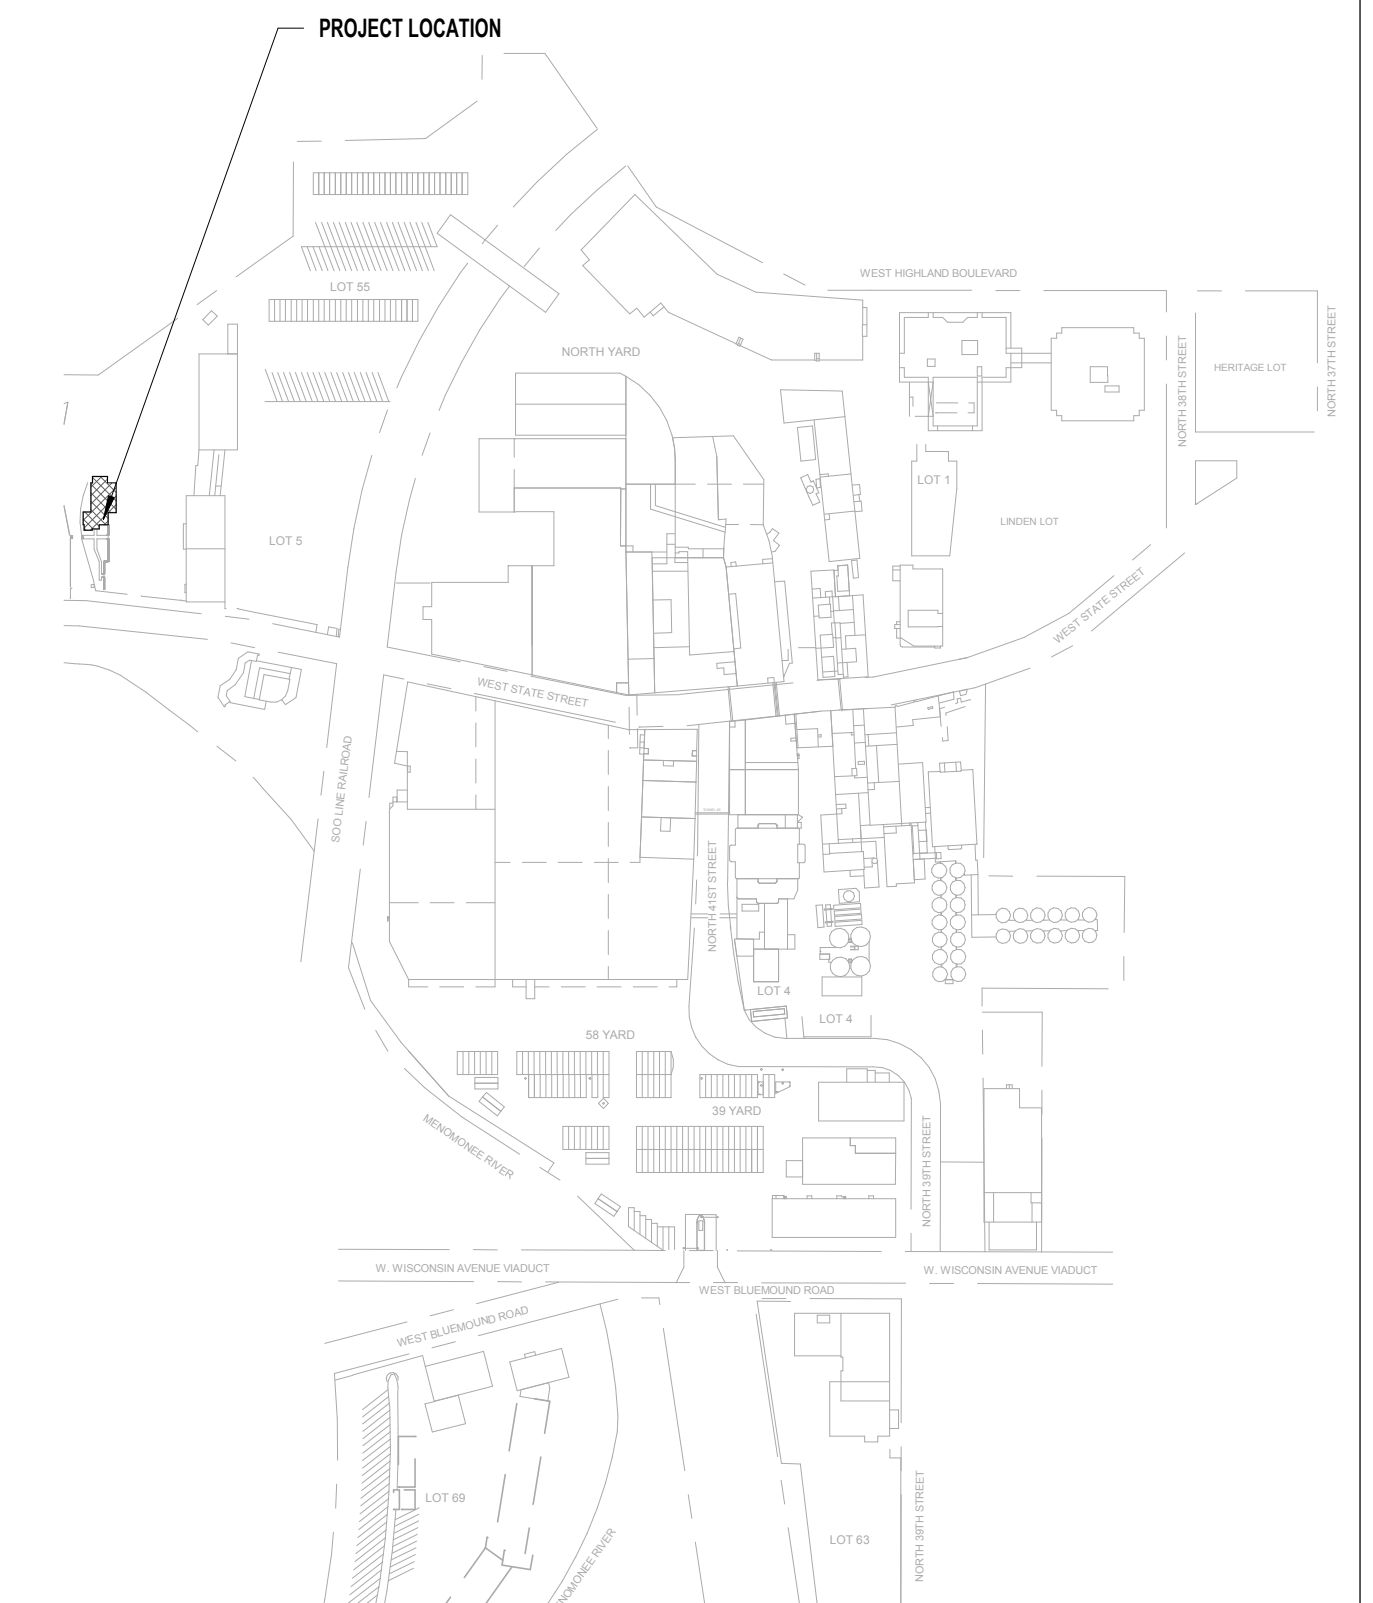 PROJECT LOCATION
WEST HIGHLAND BOULEVARD
LOT 55
NORTH YARD
NORTH 38TH STREET
HERITAGE LOT
NORTH 37TH STREET
LOT 1
LINDEN LOT
LOT 5
WEST STATE STREET
WEST STATE STREET
SOO LINE RAILROAD
NORTH 41ST STREET
LOT 4
LOT 4
58 YARD
39 YARD
MENOMONEE RIVER
NORTH 39TH STREET
W. WISCONSIN AVENUE VIADUCT
W. WISCONSIN AVENUE VIADUCT
WEST BLUEMOUND ROAD
WEST BLUEMOUND ROAD
LOT 69
LOT 63
NORTH 39TH STREET
NOMONEE RIVER